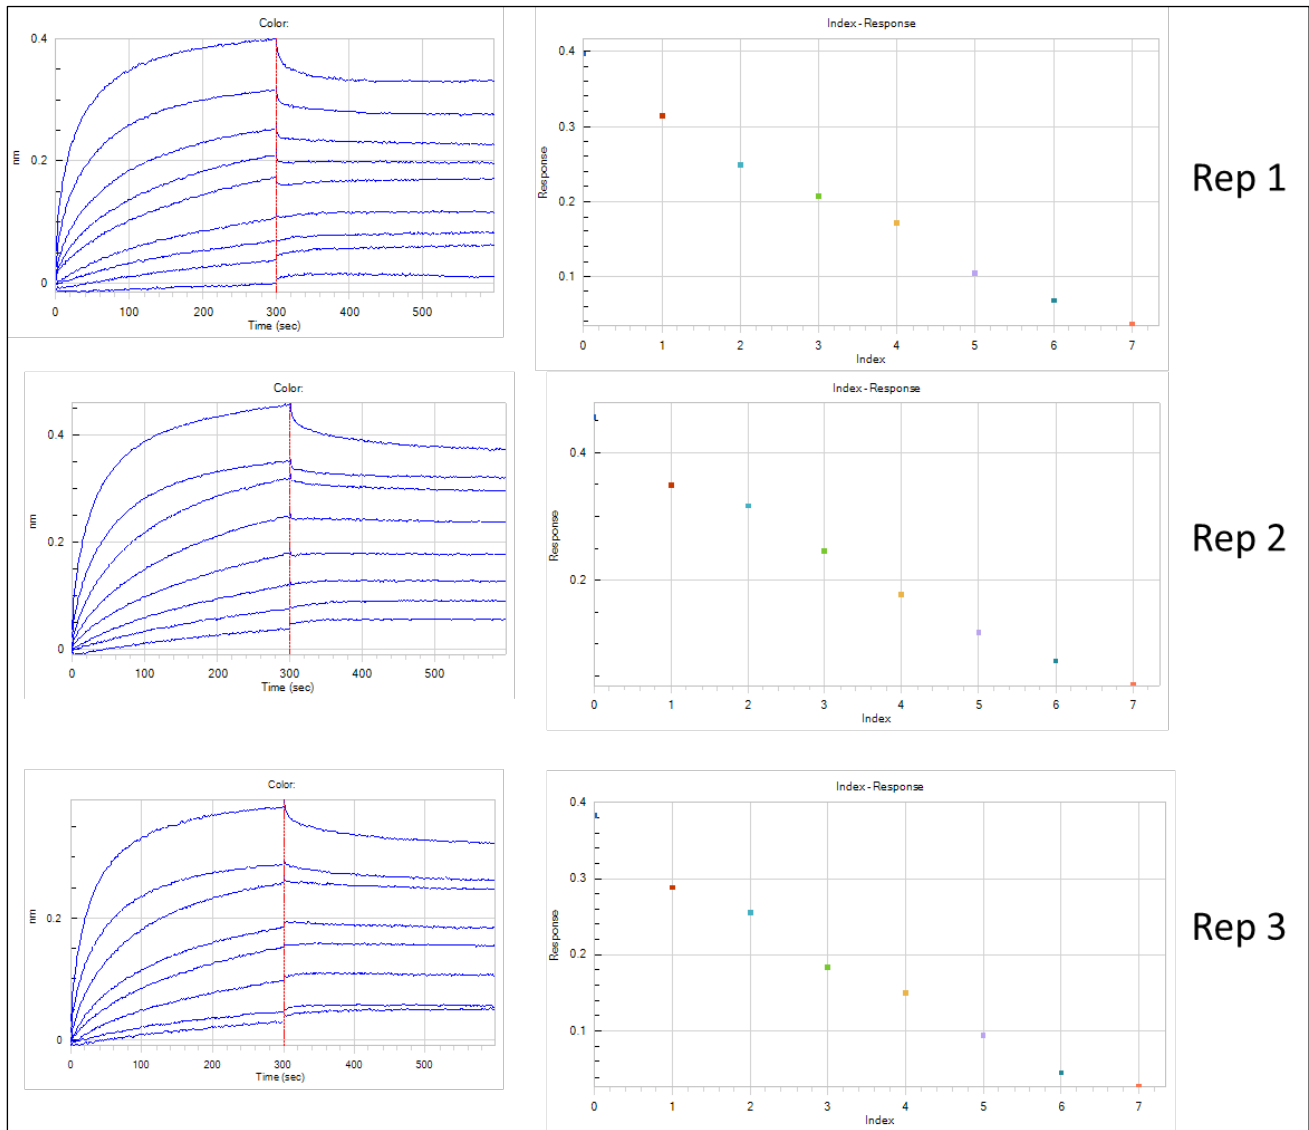 Color:
0.4
0.2
0
nm
0 100 200 300 400 500
Time (sec)
Index - Response
0.4
0.3
0.2
0.1
Response
0 1 2 3 4 5 6 7
Index
Rep 1
Color:
0.4
0.2
0
nm
0 100 200 300 400 500
Time (sec)
Index - Response
0.4
0.2
Response
0 1 2 3 4 5 6 7
Index
Rep 2
Color:
0.2
0
nm
0 100 200 300 400 500
Time (sec)
Index - Response
0.4
0.3
0.2
0.1
Response
0 1 2 3 4 5 6 7
Index
Rep 3